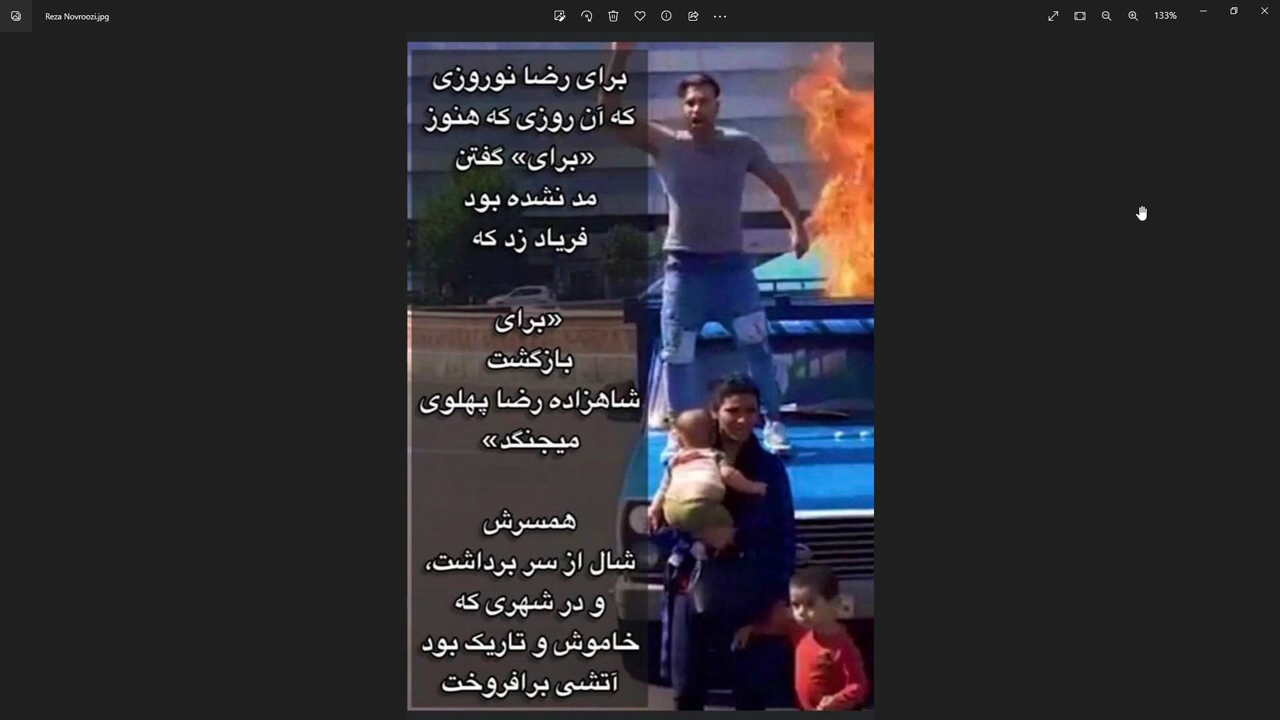 Reza Novroozi.jpg
133%
برای رضا نوروزی
که آن روزی که هنوز
«برای» گفتن
مد نشده بود
فریاد زد که
«برای
بازگشت
شاهزاده رضا پهلوی
میجنگد»
همسرش
شال از سر برداشت،
و در شهری که
خاموش و تاریک بود
آتشی برافروخت